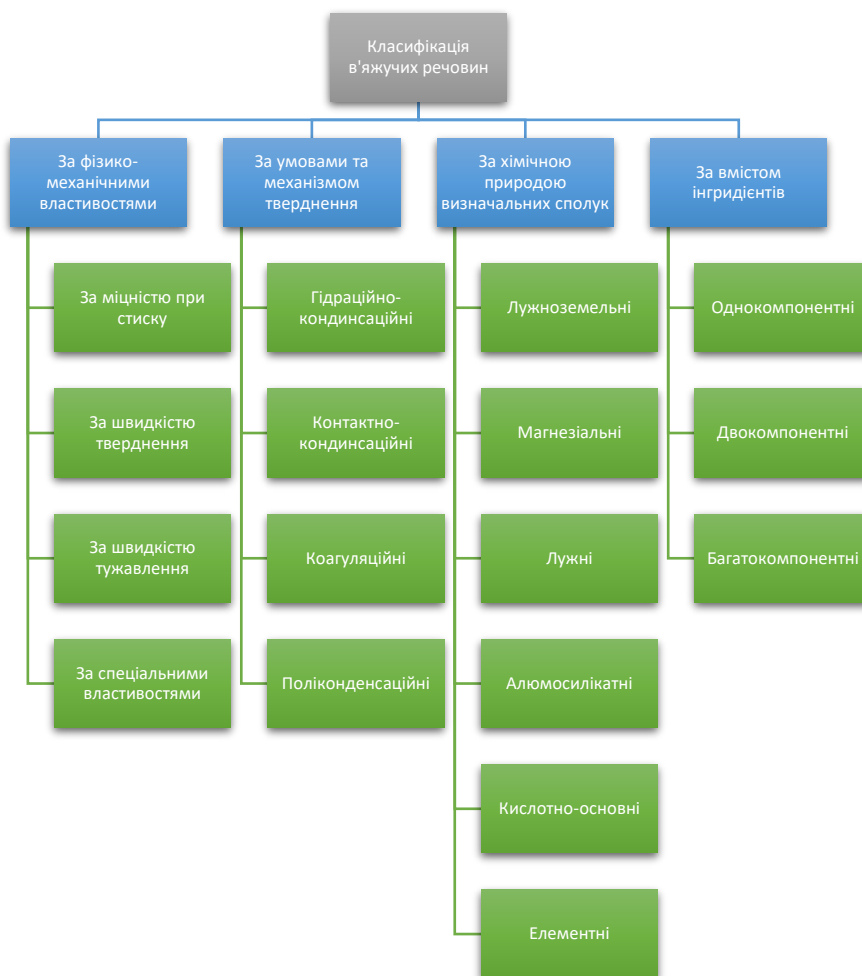 Класифікація
в'яжучих речовин
За фізико-
механічними
властивостями
За міцністю при
стиску
За швидкістю
тверднення
За швидкістю
тужавлення
За спеціальними
властивостями
За умовами та
механізмом
тверднення
Гідраційно-
кондинсаційні
Контактно-
кондинсаційні
Коагуляційні
Поліконденсаційні
За хімічною
природою
визначальних сполук
Лужноземельні
Магнезіальні
Лужні
Алюмосилікатні
Кислотно-основні
Елементні
За вмістом
інгридієнтів
Однокомпонентні
Двокомпонентні
Багатокомпонентні